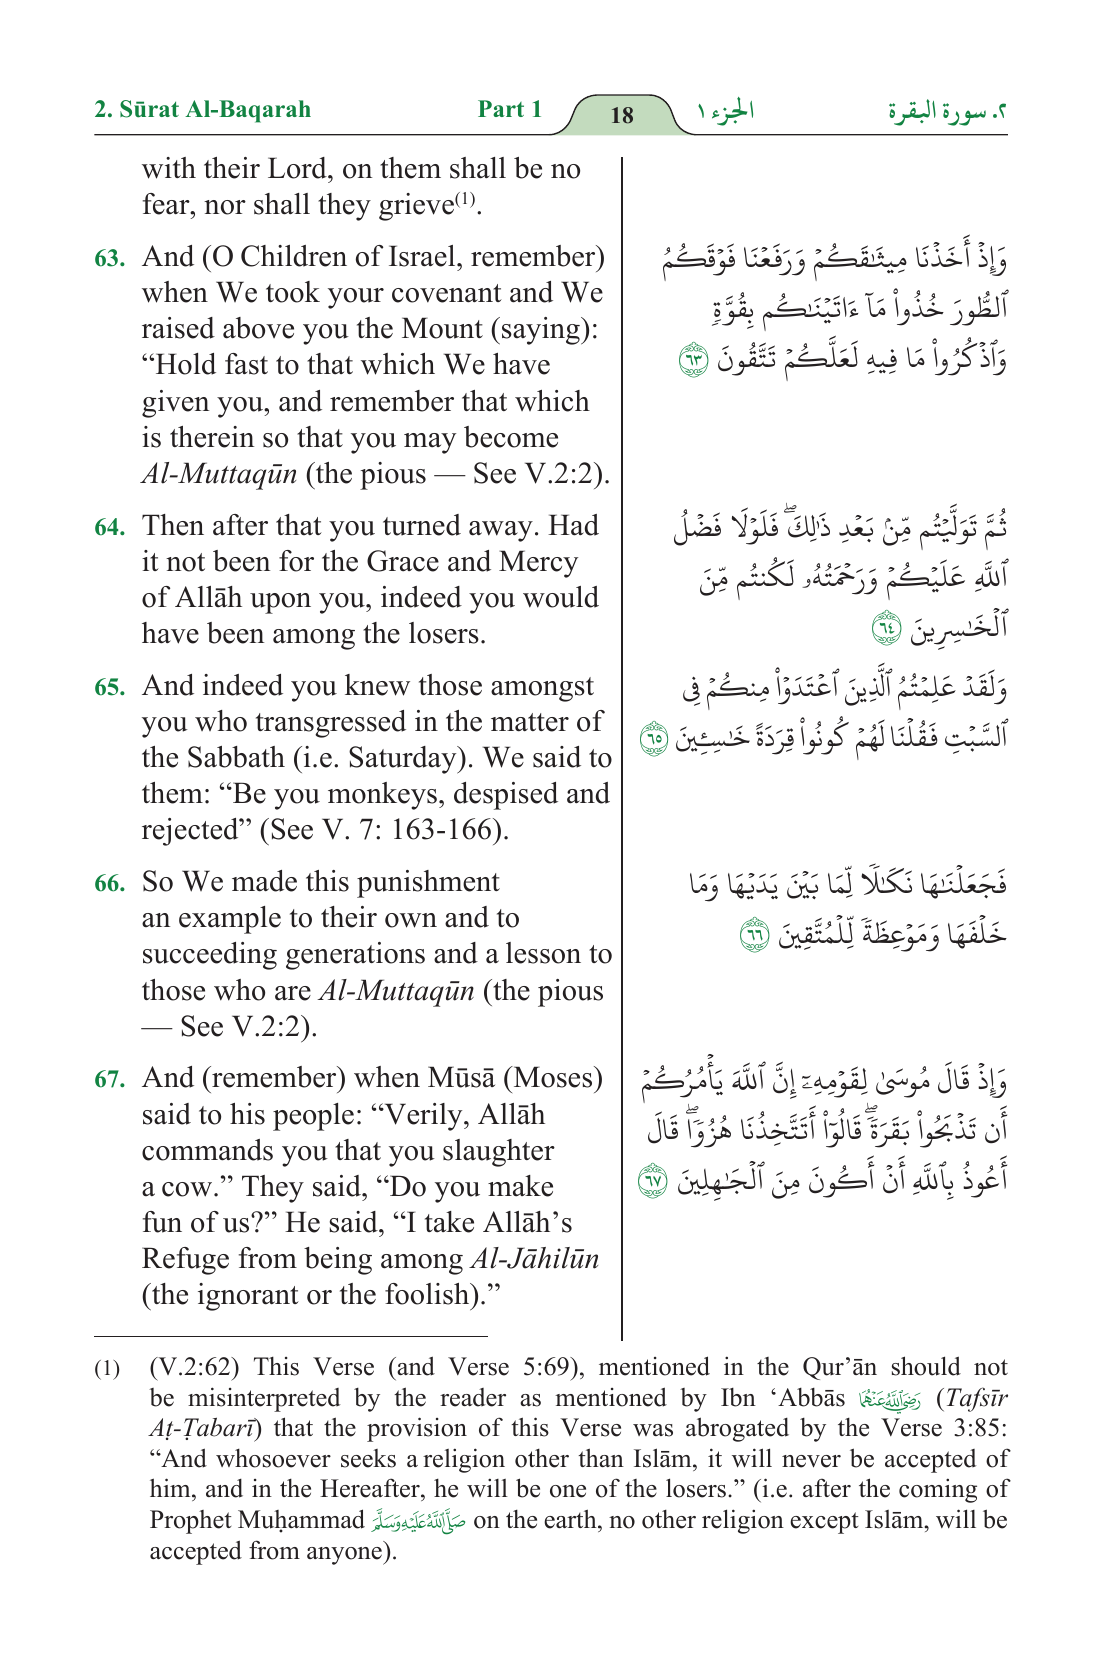 2. Sūrat Al-Baqarah
Part 1
18
الجزء ١
٢. سورة البقرة
with their Lord, on them shall be no
fear, nor shall they grieve(1).
63. And (O Children of Israel, remember)
when We took your covenant and We
raised above you the Mount (saying):
“Hold fast to that which We have
given you, and remember that which
is therein so that you may become
Al-Muttaqūn (the pious — See V.2:2).
وَإِذْ أَخَذْنَا مِيثَـٰقَكُمْ وَرَفَعْنَا فَوْقَكُمُ
ٱلطُّورَ خُذُوا۟ مَآ ءَاتَيْنَـٰكُم بِقُوَّةٍ
وَٱذْكُرُوا۟ مَا فِيهِ لَعَلَّكُمْ تَتَّقُونَ ٦٣
64. Then after that you turned away. Had
it not been for the Grace and Mercy
of Allāh upon you, indeed you would
have been among the losers.
ثُمَّ تَوَلَّيْتُم مِّنۢ بَعْدِ ذَٰلِكَ ۖ فَلَوْلَا فَضْلُ
ٱللَّهِ عَلَيْكُمْ وَرَحْمَتُهُۥ لَكُنتُم مِّنَ
ٱلْخَـٰسِرِينَ ٦٤
65. And indeed you knew those amongst
you who transgressed in the matter of
the Sabbath (i.e. Saturday). We said to
them: “Be you monkeys, despised and
rejected” (See V. 7: 163-166).
وَلَقَدْ عَلِمْتُمُ ٱلَّذِينَ ٱعْتَدَوْا۟ مِنكُمْ فِى
ٱلسَّبْتِ فَقُلْنَا لَهُمْ كُونُوا۟ قِرَدَةً خَـٰسِـِٔينَ ٦٥
66. So We made this punishment
an example to their own and to
succeeding generations and a lesson to
those who are Al-Muttaqūn (the pious
— See V.2:2).
فَجَعَلْنَـٰهَا نَكَـٰلًا لِّمَا بَيْنَ يَدَيْهَا وَمَا
خَلْفَهَا وَمَوْعِظَةً لِّلْمُتَّقِينَ ٦٦
67. And (remember) when Mūsā (Moses)
said to his people: “Verily, Allāh
commands you that you slaughter
a cow.” They said, “Do you make
fun of us?” He said, “I take Allāh’s
Refuge from being among Al-Jāhilūn
(the ignorant or the foolish).”
وَإِذْ قَالَ مُوسَىٰ لِقَوْمِهِۦٓ إِنَّ ٱللَّهَ يَأْمُرُكُمْ
أَن تَذْبَحُوا۟ بَقَرَةً ۖ قَالُوٓا۟ أَتَتَّخِذُنَا هُزُوًا ۖ قَالَ
أَعُوذُ بِٱللَّهِ أَنْ أَكُونَ مِنَ ٱلْجَـٰهِلِينَ ٦٧
(1) (V.2:62) This Verse (and Verse 5:69), mentioned in the Qur’ān should not
be misinterpreted by the reader as mentioned by Ibn ‘Abbās رضي الله عنهما (Tafsīr
Aṭ-Ṭabarī) that the provision of this Verse was abrogated by the Verse 3:85:
“And whosoever seeks a religion other than Islām, it will never be accepted of
him, and in the Hereafter, he will be one of the losers.” (i.e. after the coming of
Prophet Muḥammad صلى الله عليه وسلم on the earth, no other religion except Islām, will be
accepted from anyone).